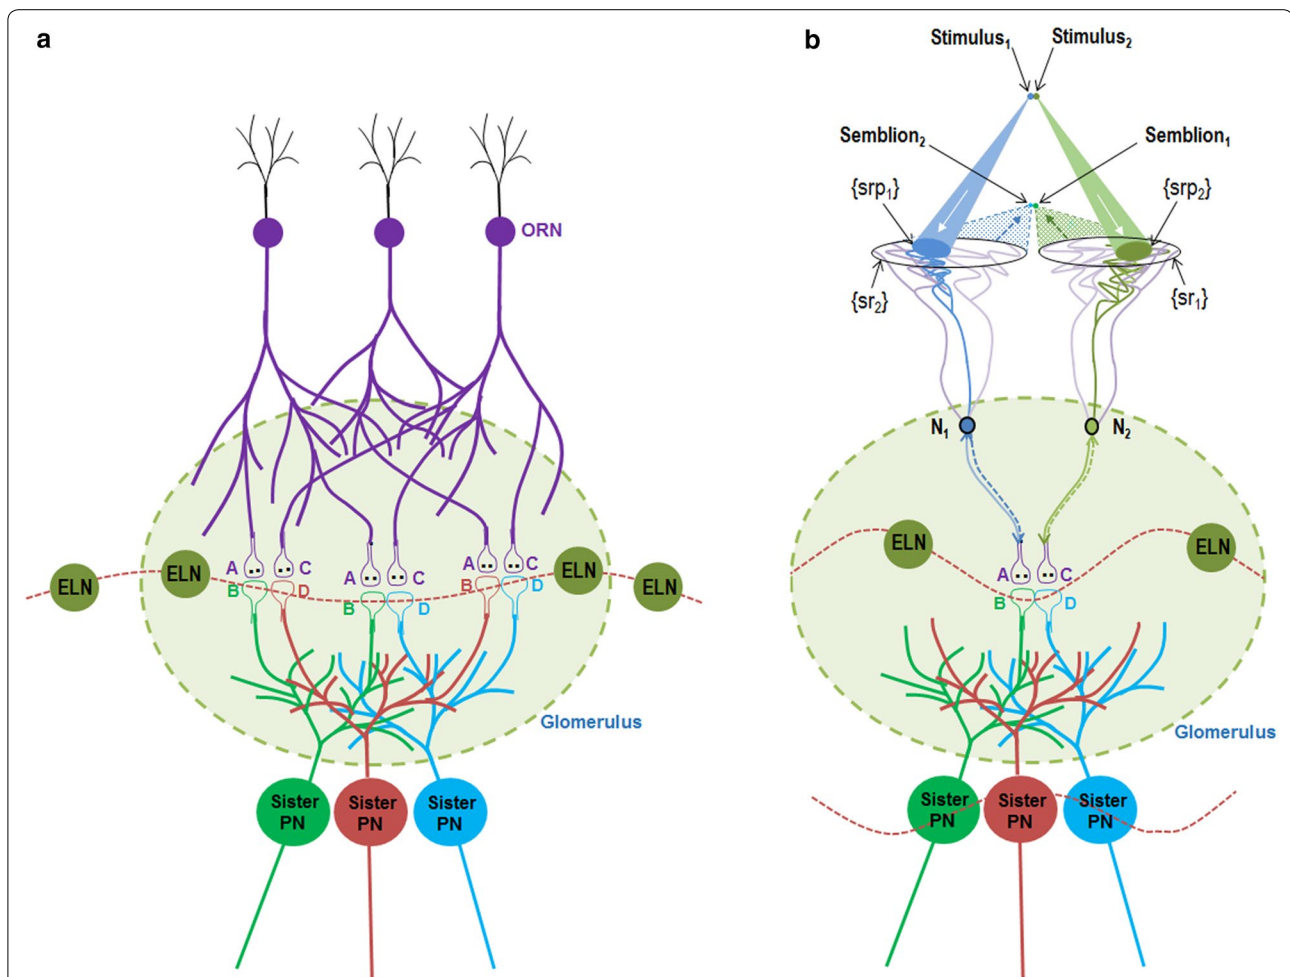 a
ORN
A
C
A
C
A
C
B
D
B
D
B
D
ELN
ELN
ELN
ELN
Glomerulus
Sister
PN
Sister
PN
Sister
PN
b
Stimulus₁
Stimulus₂
Semblion₂
Semblion₁
{srp₁}
{srp₂}
{sr₂}
{sr₁}
N₁
N₂
ELN
ELN
A
C
B
D
Glomerulus
Sister
PN
Sister
PN
Sister
PN